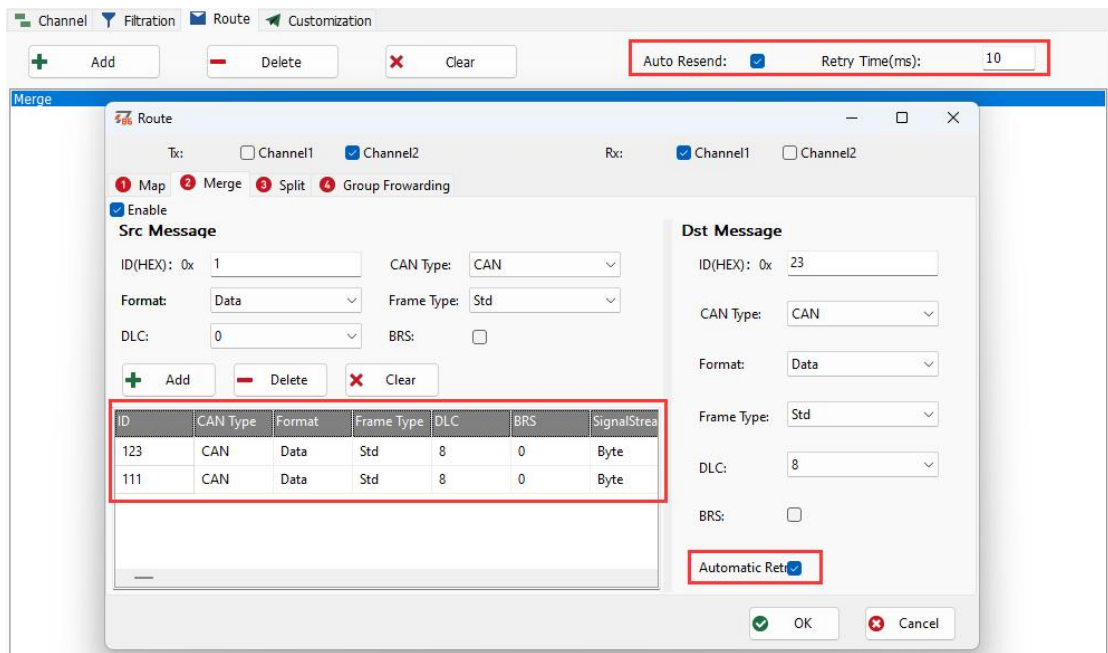 Channel Filtration Route Customization
Add Delete Clear Auto Resend: Retry Time(ms): 10
Merge
Route
Tx: Channel1 Channel2 Rx: Channel1 Channel2
1 Map 2 Merge 3 Split 4 Group Frowarding
Enable
Src Message
ID(HEX): 0x 1 CAN Type: CAN
Format: Data Frame Type: Std
DLC: 0 BRS:
Add Delete Clear
ID CAN Type Format Frame Type DLC BRS SignalStrea
123 CAN Data Std 8 0 Byte
111 CAN Data Std 8 0 Byte
Dst Message
ID(HEX): 0x 23
CAN Type: CAN
Format: Data
Frame Type: Std
DLC: 8
BRS:
Automatic Retr
OK Cancel